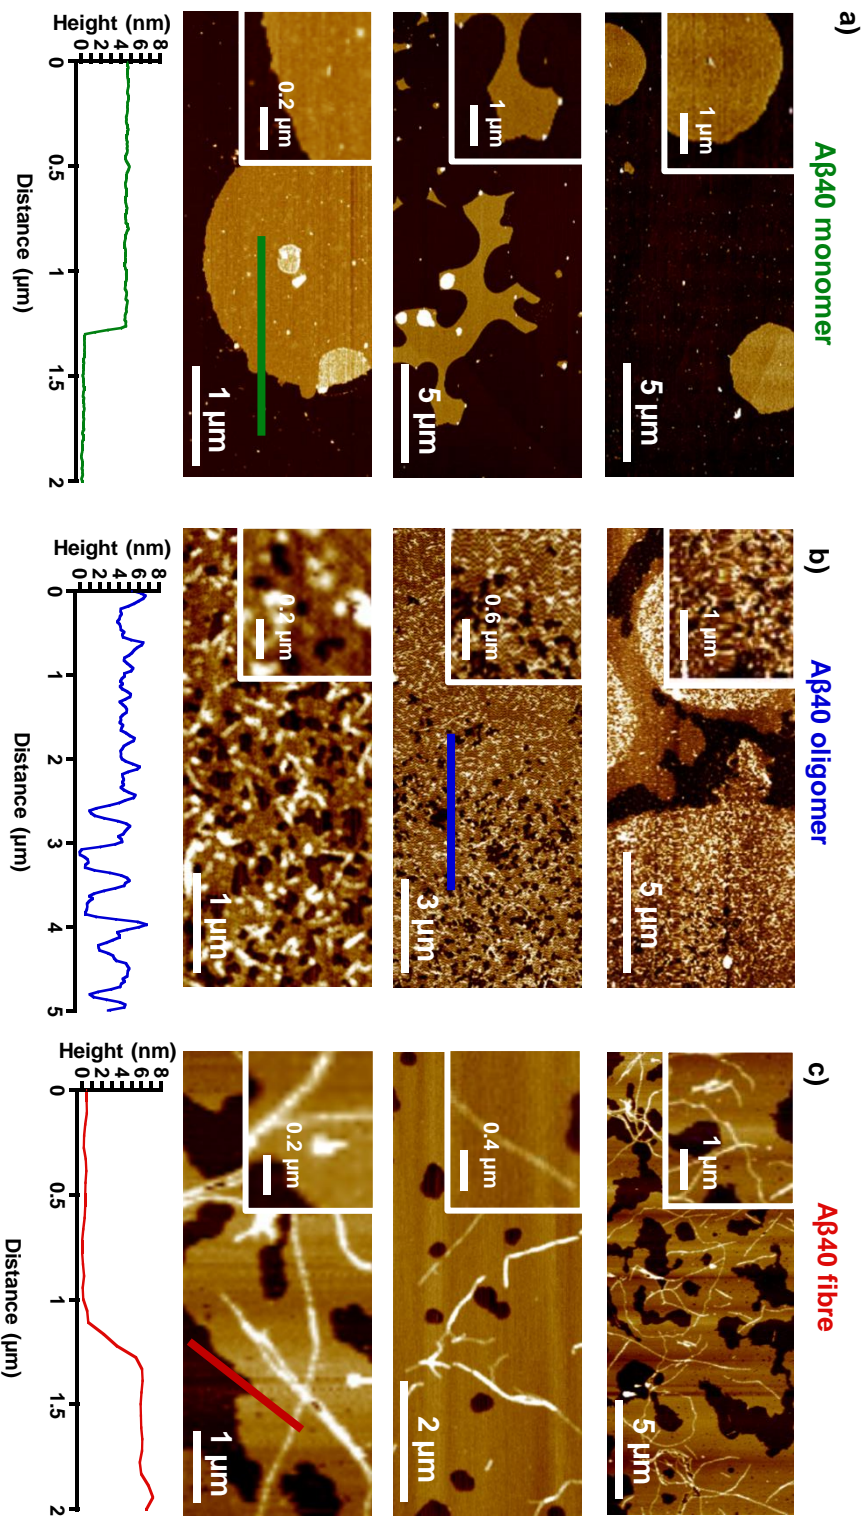 a)
Aβ40 monomer
1 µm
5 µm
1 µm
5 µm
0.2 µm
1 µm
Height (nm)
0 2 4 6 8
0 0.5 1 1.5 2
Distance (µm)
b)
Aβ40 oligomer
1 µm
5 µm
0.6 µm
3 µm
0.2 µm
1 µm
Height (nm)
0 2 4 6 8
0 1 2 3 4 5
Distance (µm)
c)
Aβ40 fibre
1 µm
5 µm
0.4 µm
2 µm
0.2 µm
1 µm
Height (nm)
0 2 4 6 8
0 0.5 1 1.5 2
Distance (µm)